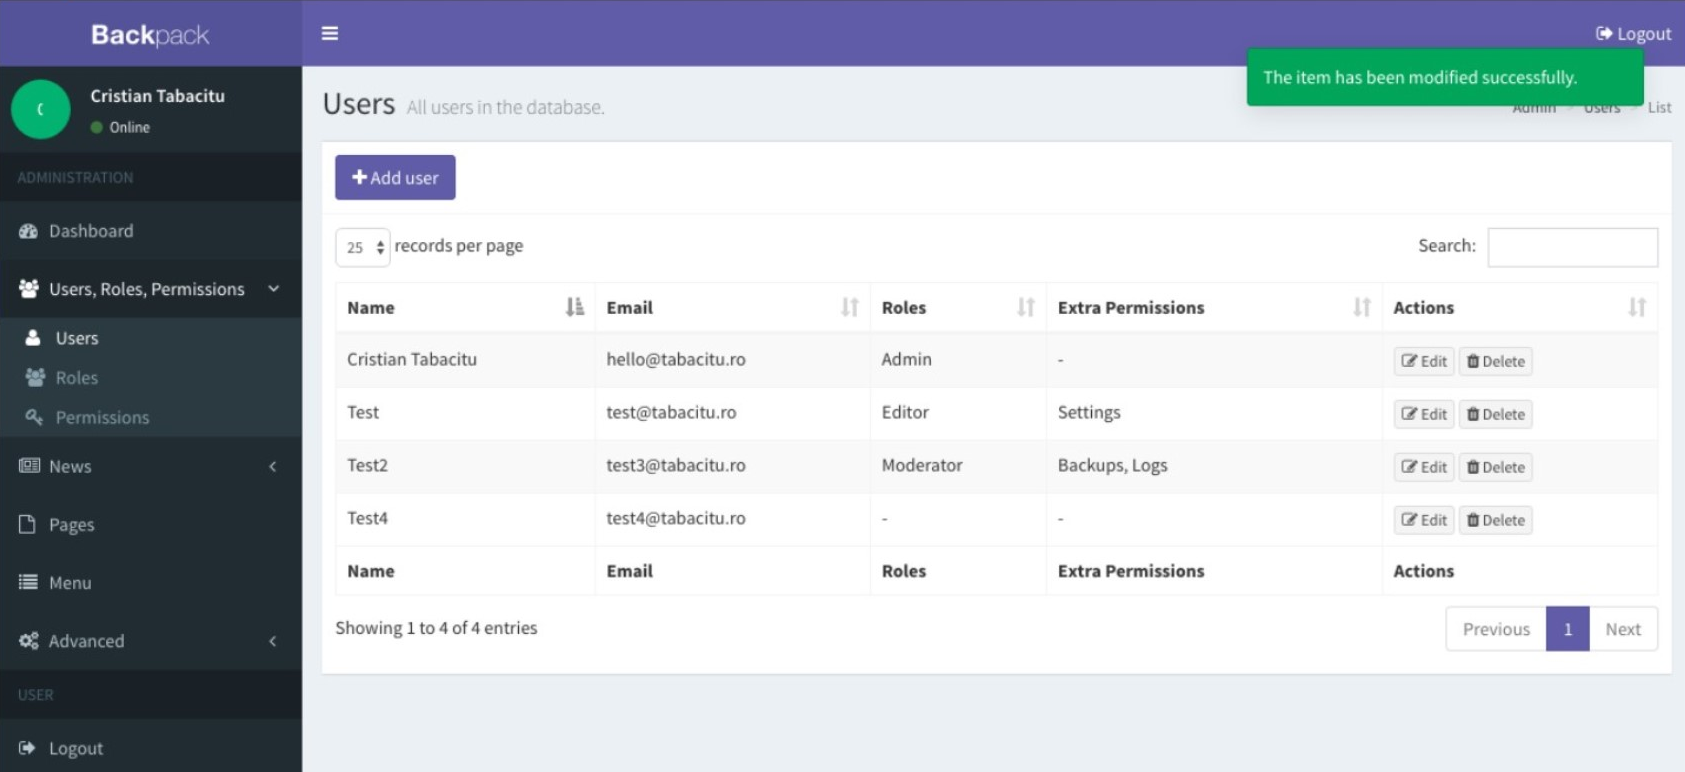 Backpack
Logout
The item has been modified successfully.
Cristian Tabacitu
Online
Users All users in the database.
Admin Users List
ADMINISTRATION
Add user
Dashboard
25 records per page
Search:
Users, Roles, Permissions
Name Email Roles Extra Permissions Actions
Users
Cristian Tabacitu hello@tabacitu.ro Admin - Edit Delete
Roles
Test test@tabacitu.ro Editor Settings Edit Delete
Permissions
News
Test2 test3@tabacitu.ro Moderator Backups, Logs Edit Delete
Test4 test4@tabacitu.ro - - Edit Delete
Pages
Name Email Roles Extra Permissions Actions
Menu
Showing 1 to 4 of 4 entries
Previous 1 Next
Advanced
USER
Logout